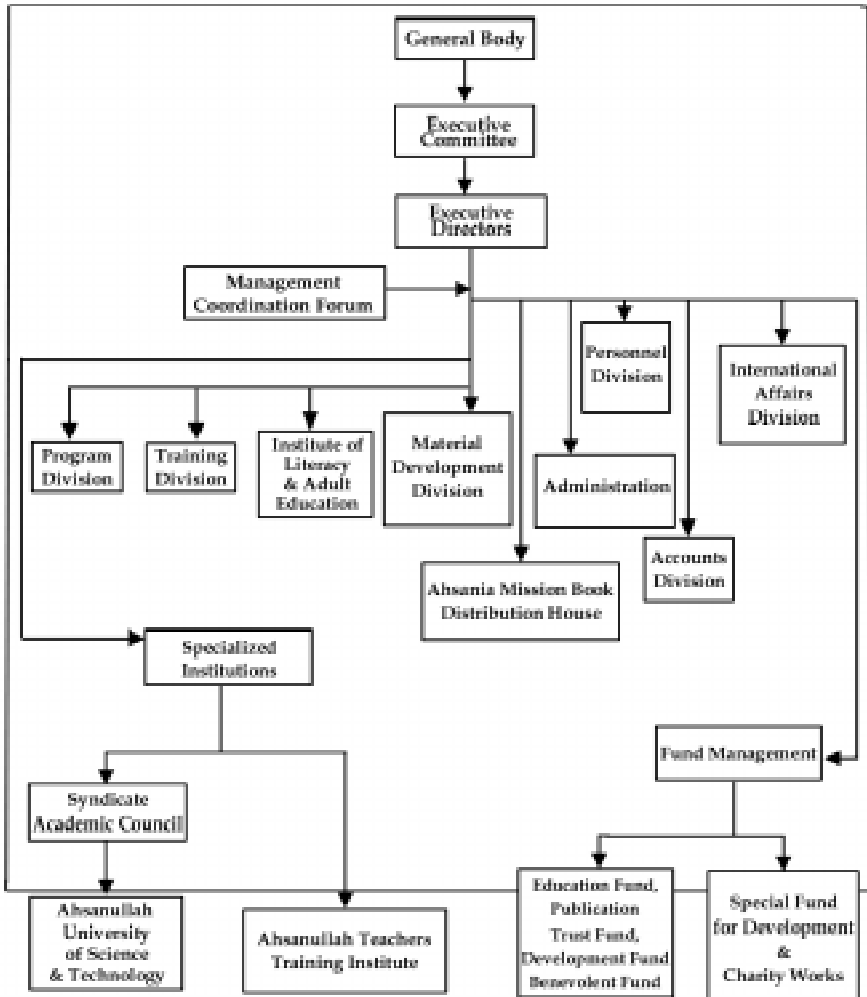 General Body
Executive
Committee
Executive
Directors
Management
Coordination Forum
Personnel
Division
International
Affairs
Division
Program
Division
Training
Division
Institute of
Literacy
& Adult
Education
Material
Development
Division
Administration
Accounts
Division
Ahsania Mission Book
Distribution House
Specialized
Institutions
Fund Management
Syndicate
Academic Council
Ahsanullah
University
of Science
& Technology
Ahsanullah Teachers
Training Institute
Education Fund,
Publication
Trust Fund,
Development Fund
Benevolent Fund
Special Fund
for Development
&
Charity Works